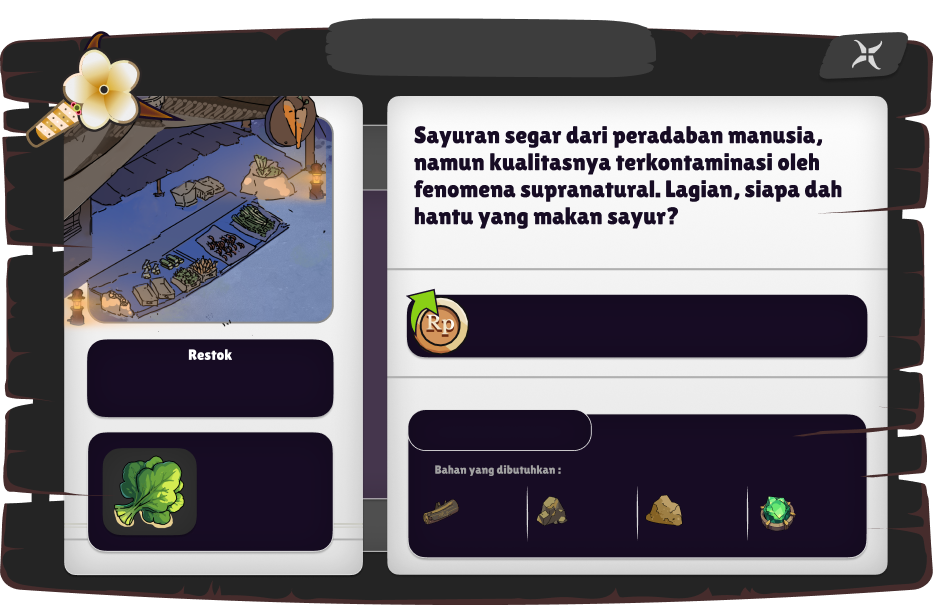 Sayuran segar dari peradaban manusia,
namun kualitasnya terkontaminasi oleh
fenomena supranatural. Lagian, siapa dah
hantu yang makan sayur?
Rp
Restok
Bahan yang dibutuhkan :